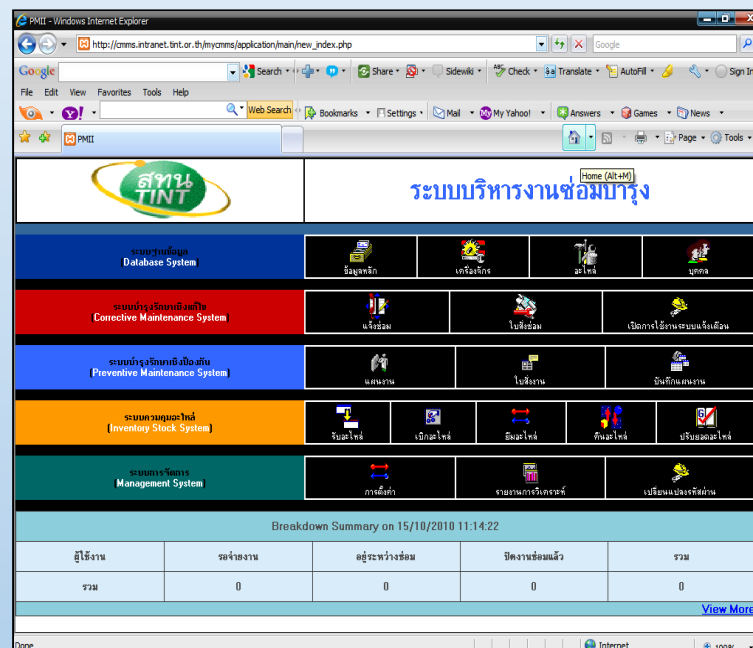 PMII - Windows Internet Explorer
http://cmms.intranet.tint.or.th/mycmms/application/main/new_index.php
Google
Google Search Share Sidewiki Check Translate AutoFill Sign In
File Edit View Favorites Tools Help
Web Search Bookmarks Settings Mail My Yahoo! Answers Games News
PMII Page Tools
Home (Alt+M)
สทน
TINT
ระบบบริหารงานซ่อมบำรุง
ระบบฐานข้อมูล
(Database System)
ข้อมูลหลัก เครื่องจักร อะไหล่ บุคคล
ระบบบำรุงรักษาเชิงแก้ไข
(Corrective Maintenance System)
แจ้งซ่อม ใบสั่งซ่อม เปิดการใช้งานระบบแจ้งเตือน
ระบบบำรุงรักษาเชิงป้องกัน
(Preventive Maintenance System)
แผนงาน ใบสั่งงาน บันทึกแผนงาน
ระบบควบคุมอะไหล่
(Inventory Stock System)
รับอะไหล่ เบิกอะไหล่ ยืมอะไหล่ คืนอะไหล่ ปรับยอดอะไหล่
ระบบการจัดการ
(Management System)
การตั้งค่า รายงานการวิเคราะห์ เปลี่ยนแปลงรหัสผ่าน
Breakdown Summary on 15/10/2010 11:14:22
ผู้ใช้งาน รอจ่ายงาน อยู่ระหว่างซ่อม ปิดงานซ่อมแล้ว รวม
รวม 0 0 0 0
View More
Done Internet 100%